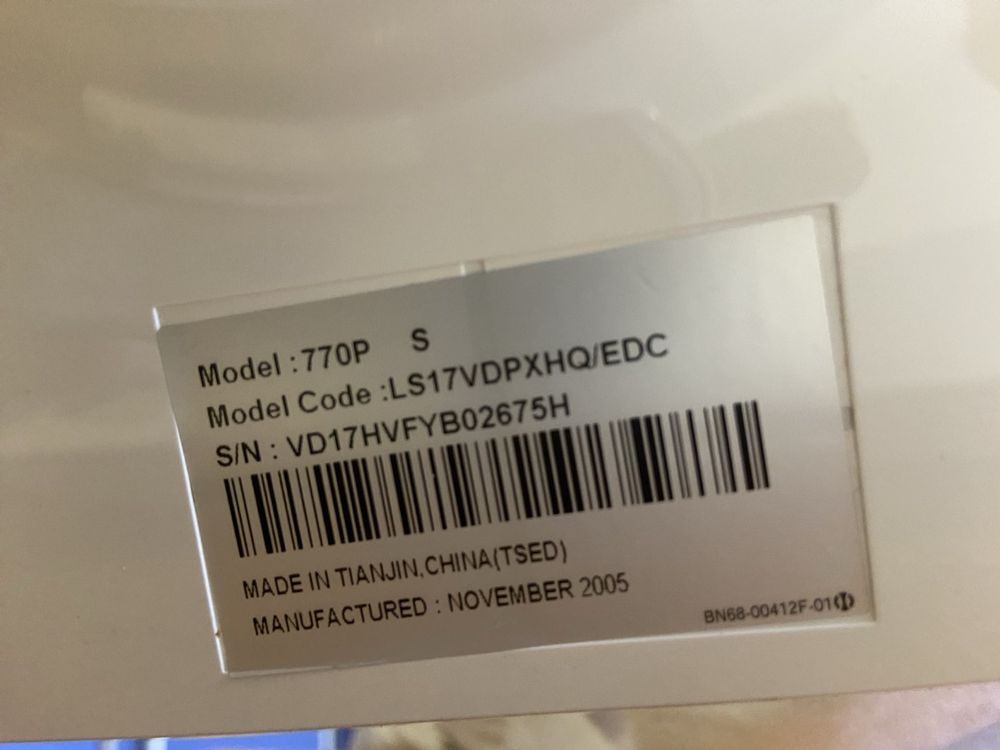 Model :770P S
Model Code :LS17VDPXHQ/EDC
S/N : VD17HVFYB02675H
MADE IN TIANJIN,CHINA(TSED)
MANUFACTURED : NOVEMBER 2005
BN68-00412F-01